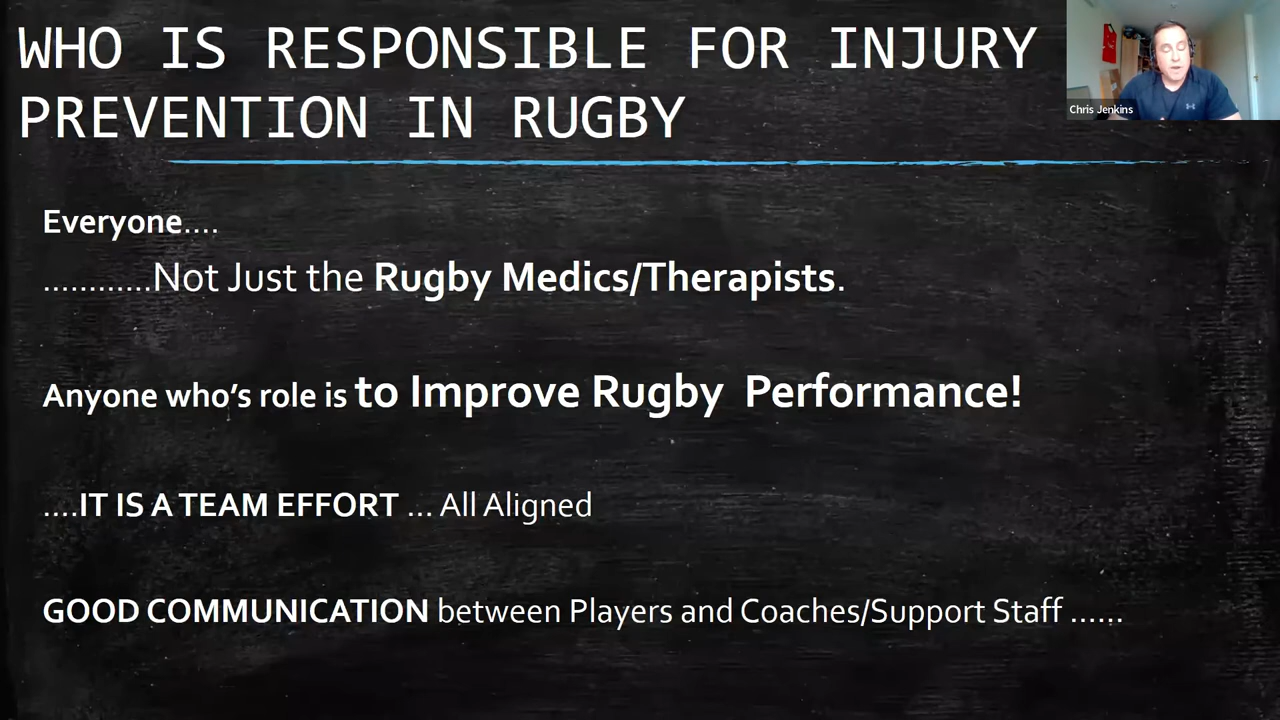 WHO IS RESPONSIBLE FOR INJURY
PREVENTION IN RUGBY
Chris Jenkins
Everyone....
............Not Just the Rugby Medics/Therapists.
Anyone who’s role is to Improve Rugby Performance!
....IT IS A TEAM EFFORT ... All Aligned
GOOD COMMUNICATION between Players and Coaches/Support Staff ......